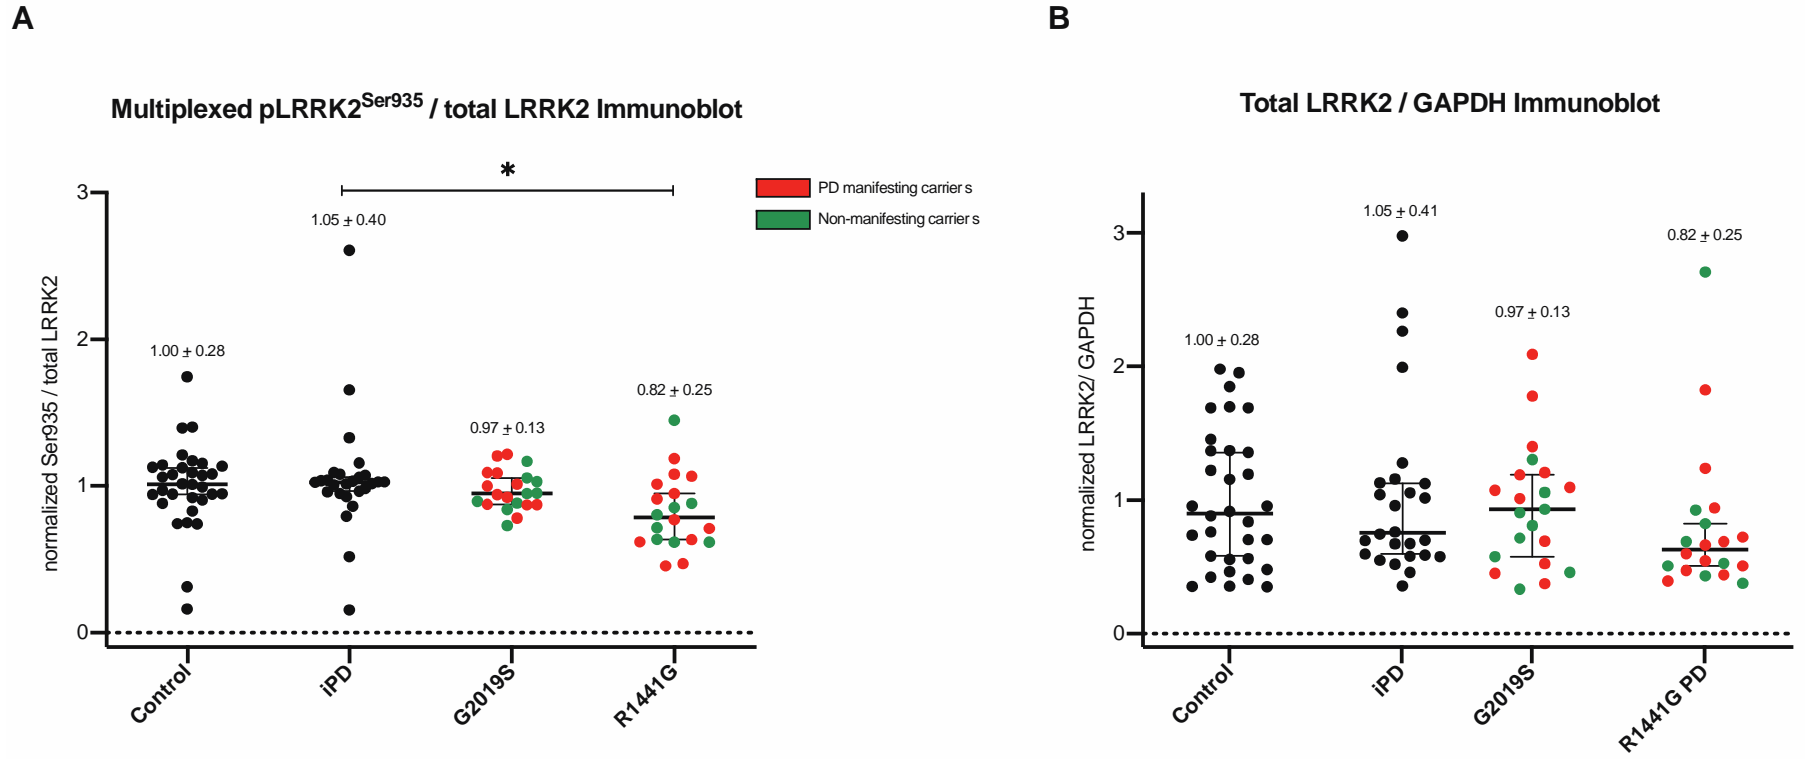 A
B
Multiplexed pLRRK2Ser935 / total LRRK2 Immunoblot
Total LRRK2 / GAPDH Immunoblot
*
PD manifesting carriers
Non-manifesting carriers
normalized Ser935 / total LRRK2
3
2
1
0
1.00 ± 0.28
1.05 ± 0.40
0.97 ± 0.13
0.82 ± 0.25
Control
iPD
G2019S
R1441G
normalized LRRK2/ GAPDH
3
2
1
0
1.00 ± 0.28
1.05 ± 0.41
0.97 ± 0.13
0.82 ± 0.25
Control
iPD
G2019S
R1441G PD